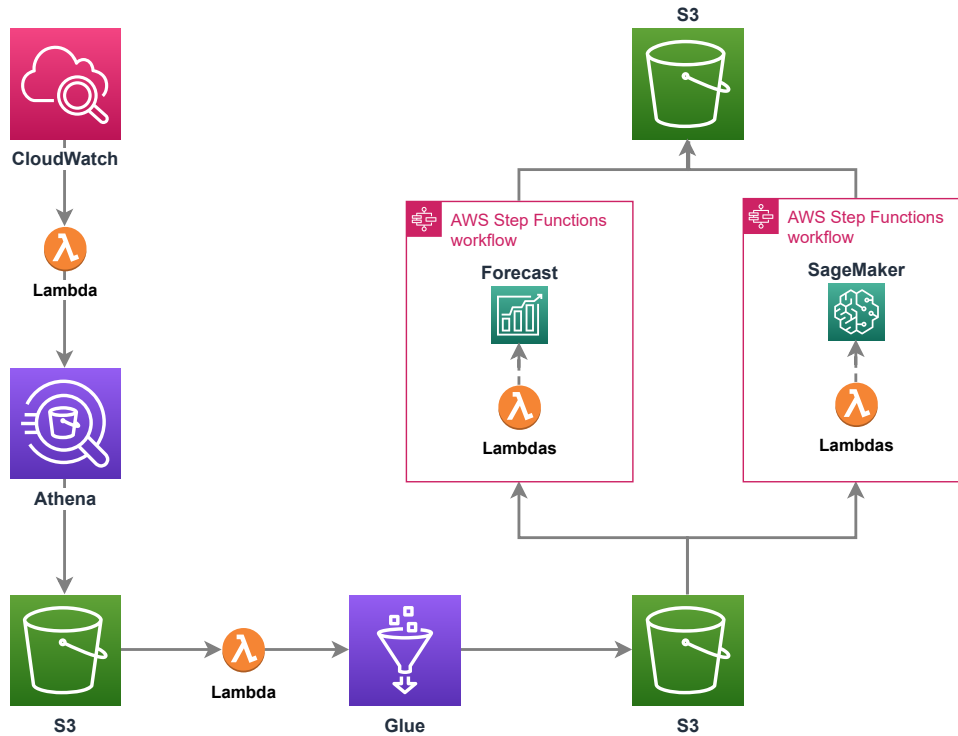 S3
CloudWatch
AWS Step Functions
workflow
AWS Step Functions
workflow
Forecast
SageMaker
Lambda
Lambdas
Lambdas
Athena
Lambda
S3
Glue
S3